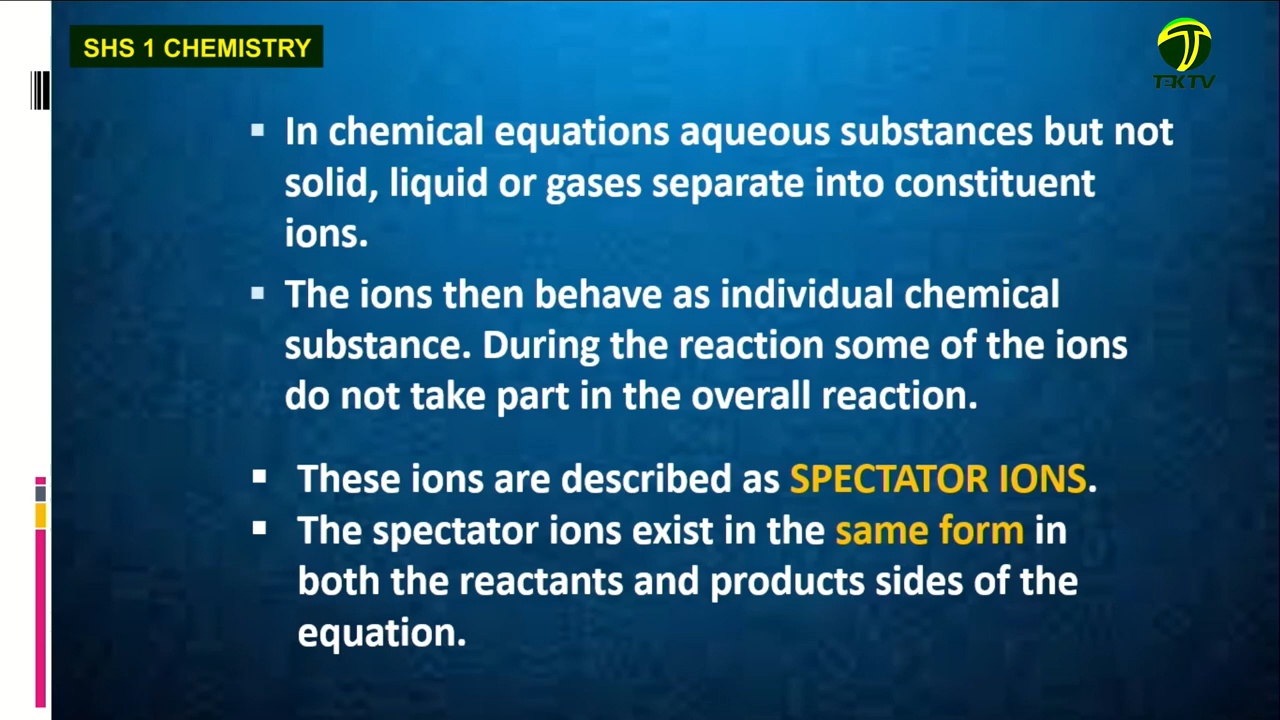 SHS 1 CHEMISTRY
TEKTV
▪ In chemical equations aqueous substances but not
solid, liquid or gases separate into constituent
ions.
▪ The ions then behave as individual chemical
substance. During the reaction some of the ions
do not take part in the overall reaction.
▪ These ions are described as SPECTATOR IONS.
▪ The spectator ions exist in the same form in
both the reactants and products sides of the
equation.